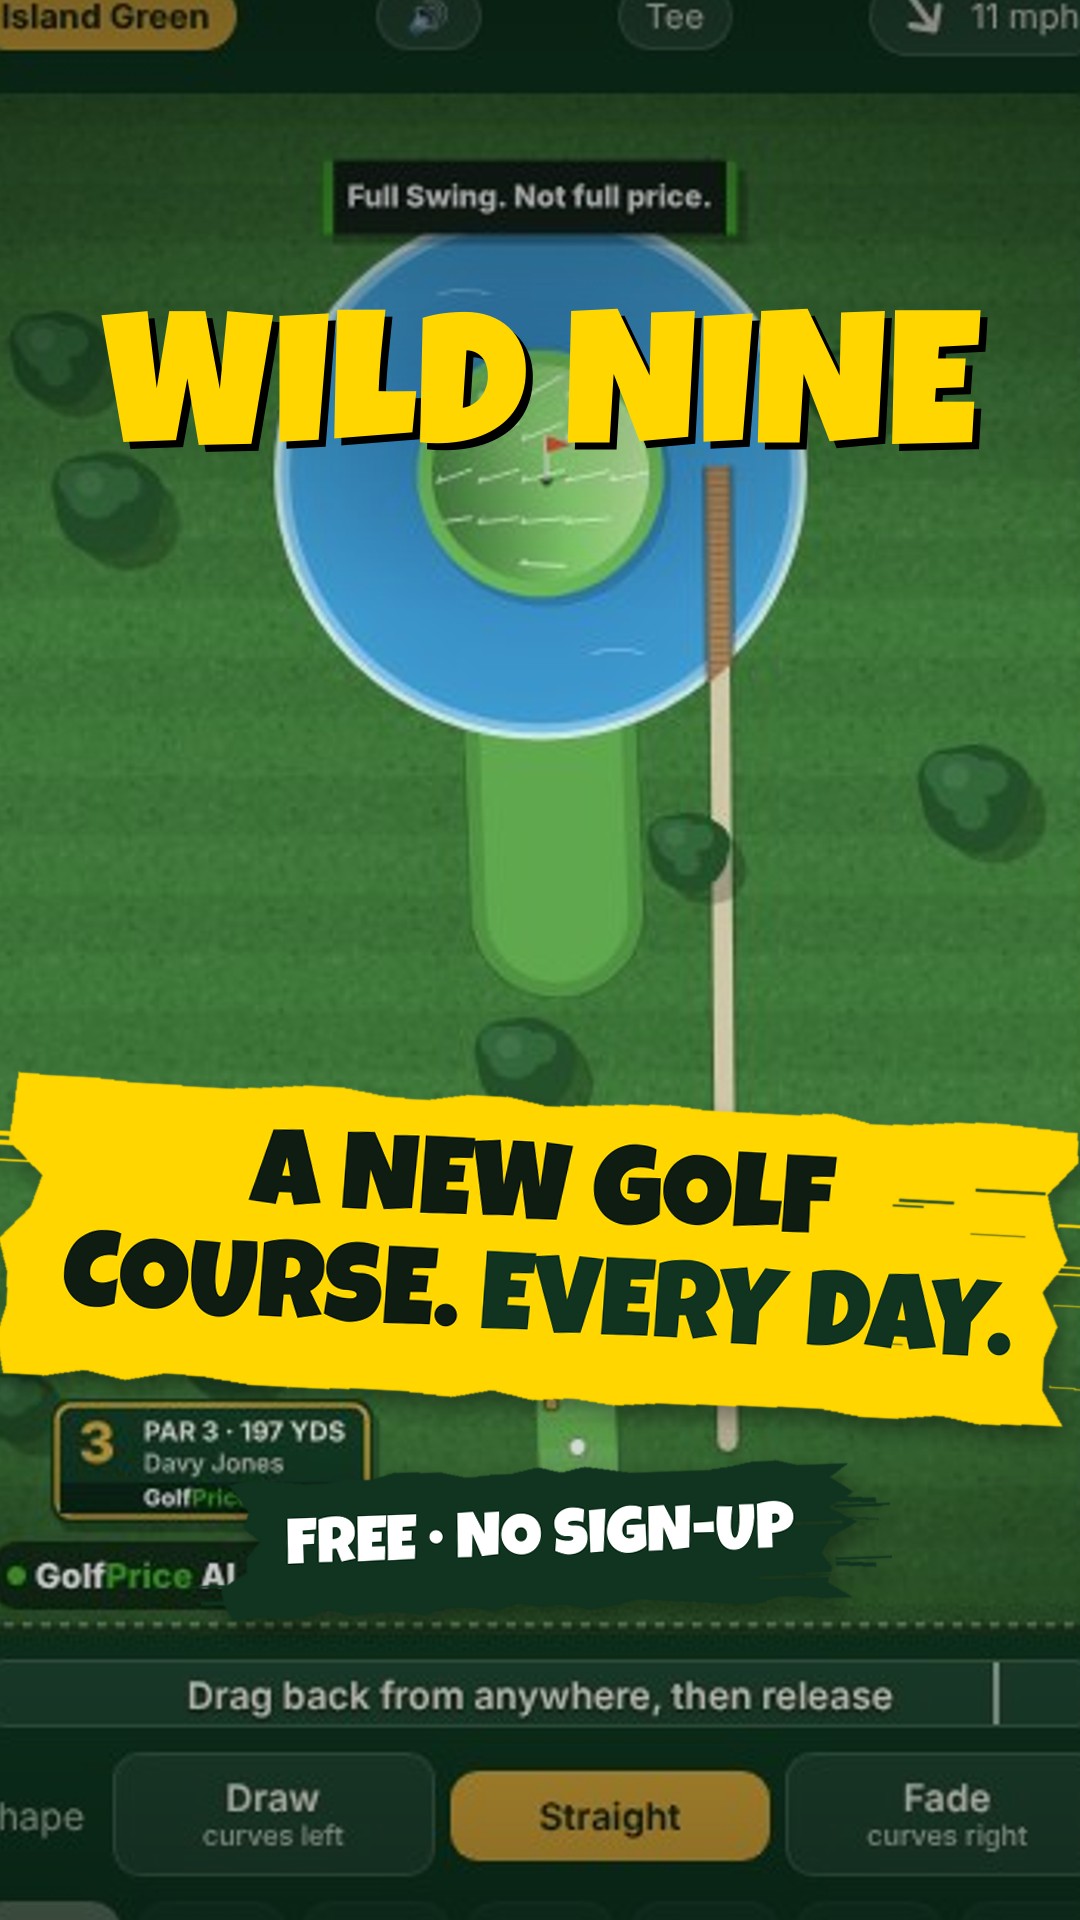 Island Green
Tee
11 mph
Full Swing. Not full price.
WILD NINE
A NEW GOLF
COURSE. EVERY DAY.
3
PAR 3 · 197 YDS
Davy Jones
GolfPric
FREE · NO SIGN-UP
GolfPrice AI
Drag back from anywhere, then release
hape
Draw
curves left
Straight
Fade
curves right